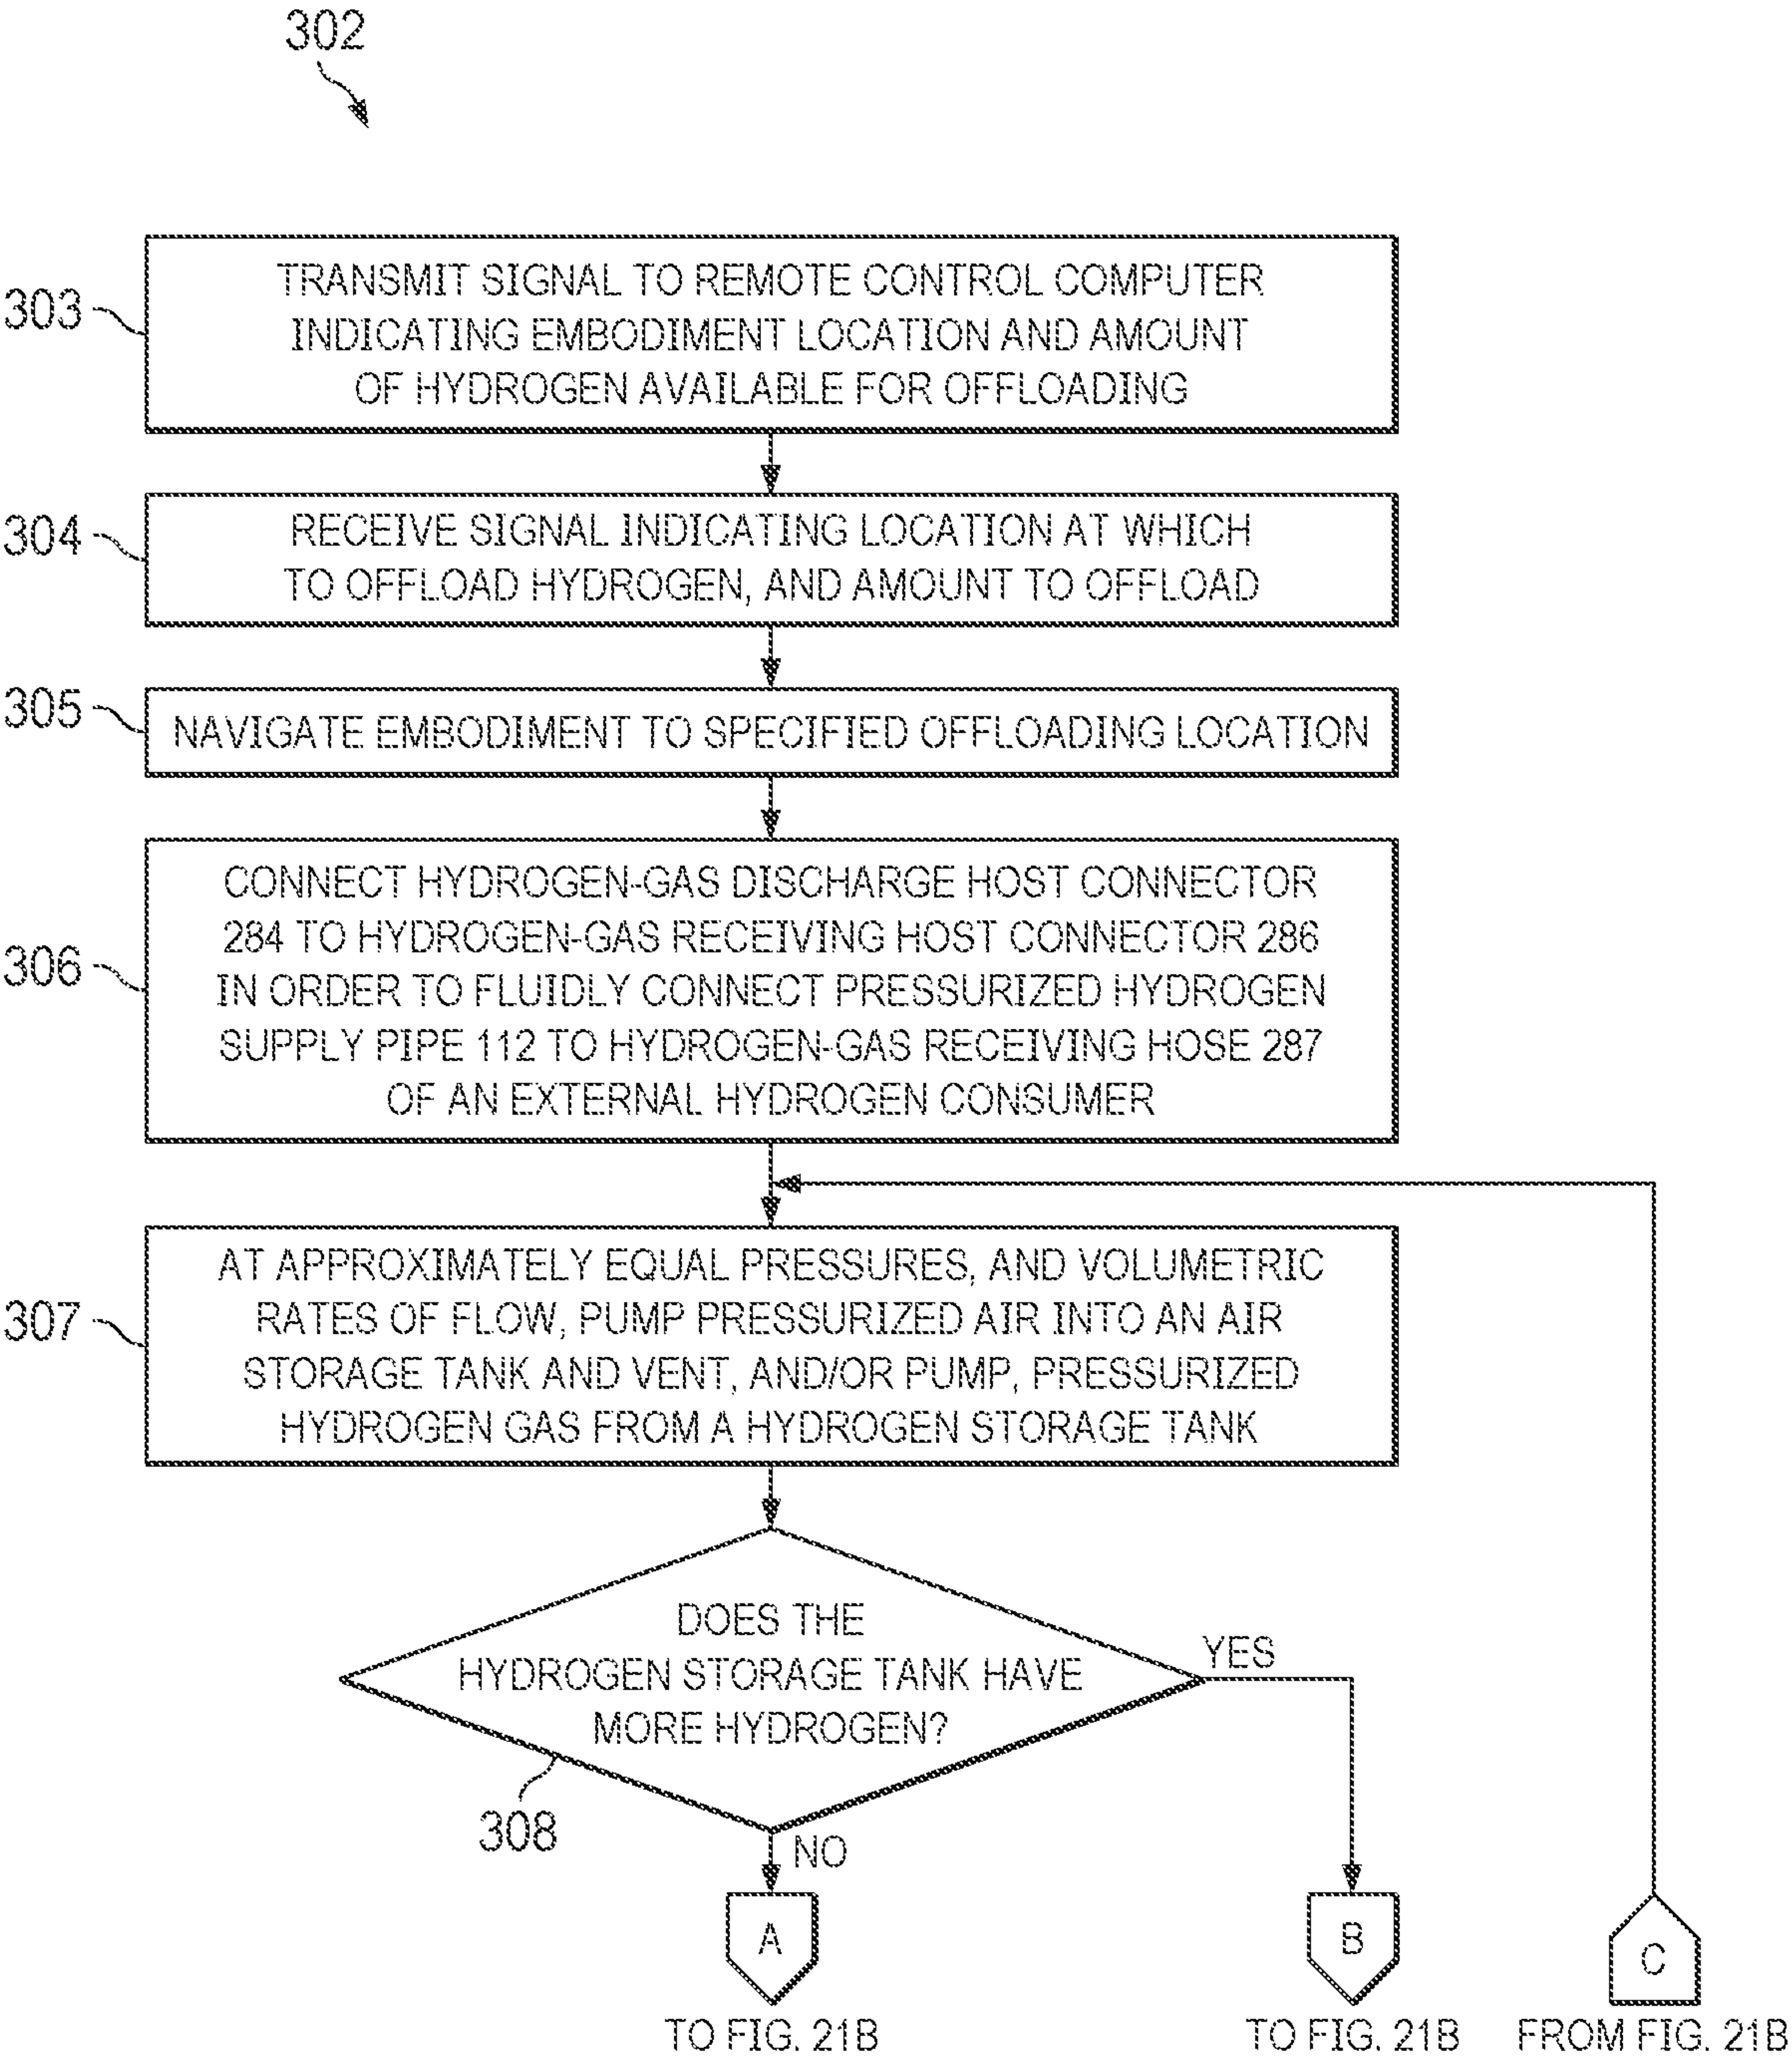 302
303
TRANSMIT SIGNAL TO REMOTE CONTROL COMPUTER
INDICATING EMBODIMENT LOCATION AND AMOUNT
OF HYDROGEN AVAILABLE FOR OFFLOADING
304
RECEIVE SIGNAL INDICATING LOCATION AT WHICH
TO OFFLOAD HYDROGEN, AND AMOUNT TO OFFLOAD
305
NAVIGATE EMBODIMENT TO SPECIFIED OFFLOADING LOCATION
306
CONNECT HYDROGEN-GAS DISCHARGE HOST CONNECTOR
284 TO HYDROGEN-GAS RECEIVING HOST CONNECTOR 286
IN ORDER TO FLUIDLY CONNECT PRESSURIZED HYDROGEN
SUPPLY PIPE 112 TO HYDROGEN-GAS RECEIVING HOSE 287
OF AN EXTERNAL HYDROGEN CONSUMER
307
AT APPROXIMATELY EQUAL PRESSURES, AND VOLUMETRIC
RATES OF FLOW, PUMP PRESSURIZED AIR INTO AN AIR
STORAGE TANK AND VENT, AND/OR PUMP, PRESSURIZED
HYDROGEN GAS FROM A HYDROGEN STORAGE TANK
DOES THE
HYDROGEN STORAGE TANK HAVE
MORE HYDROGEN?
YES
308
NO
A
B
C
TO FIG. 21B
TO FIG. 21B
FROM FIG. 21B